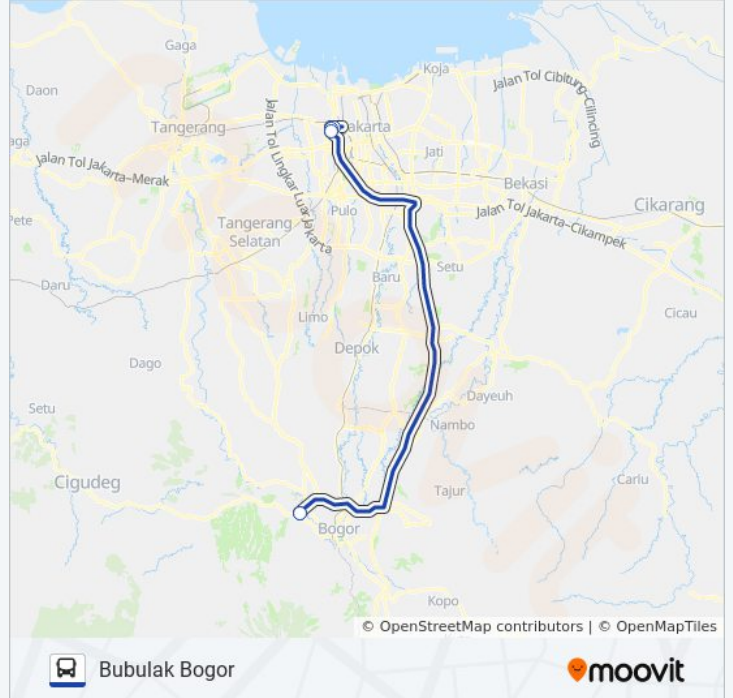 Gaga
Koja
Daon
Jalan Tol Cibitung–Cilincing
Tangerang
Jakarta
Jalan Tol Lingkar Luar Jakarta
Jati
aga
Jalan Tol Jakarta–Merak
Bekasi
Cikarang
Pete
Pulo
Jalan Tol Jakarta–Cikampek
Tangerang
Selatan
Setu
Baru
Daru
Limo
Cicau
Depok
Dago
Dayeuh
Setu
Nambo
Cigudeg
Cariu
Tajur
Bogor
Kopo
© OpenStreetMap contributors | © OpenMapTiles
Bubulak Bogor
moovit